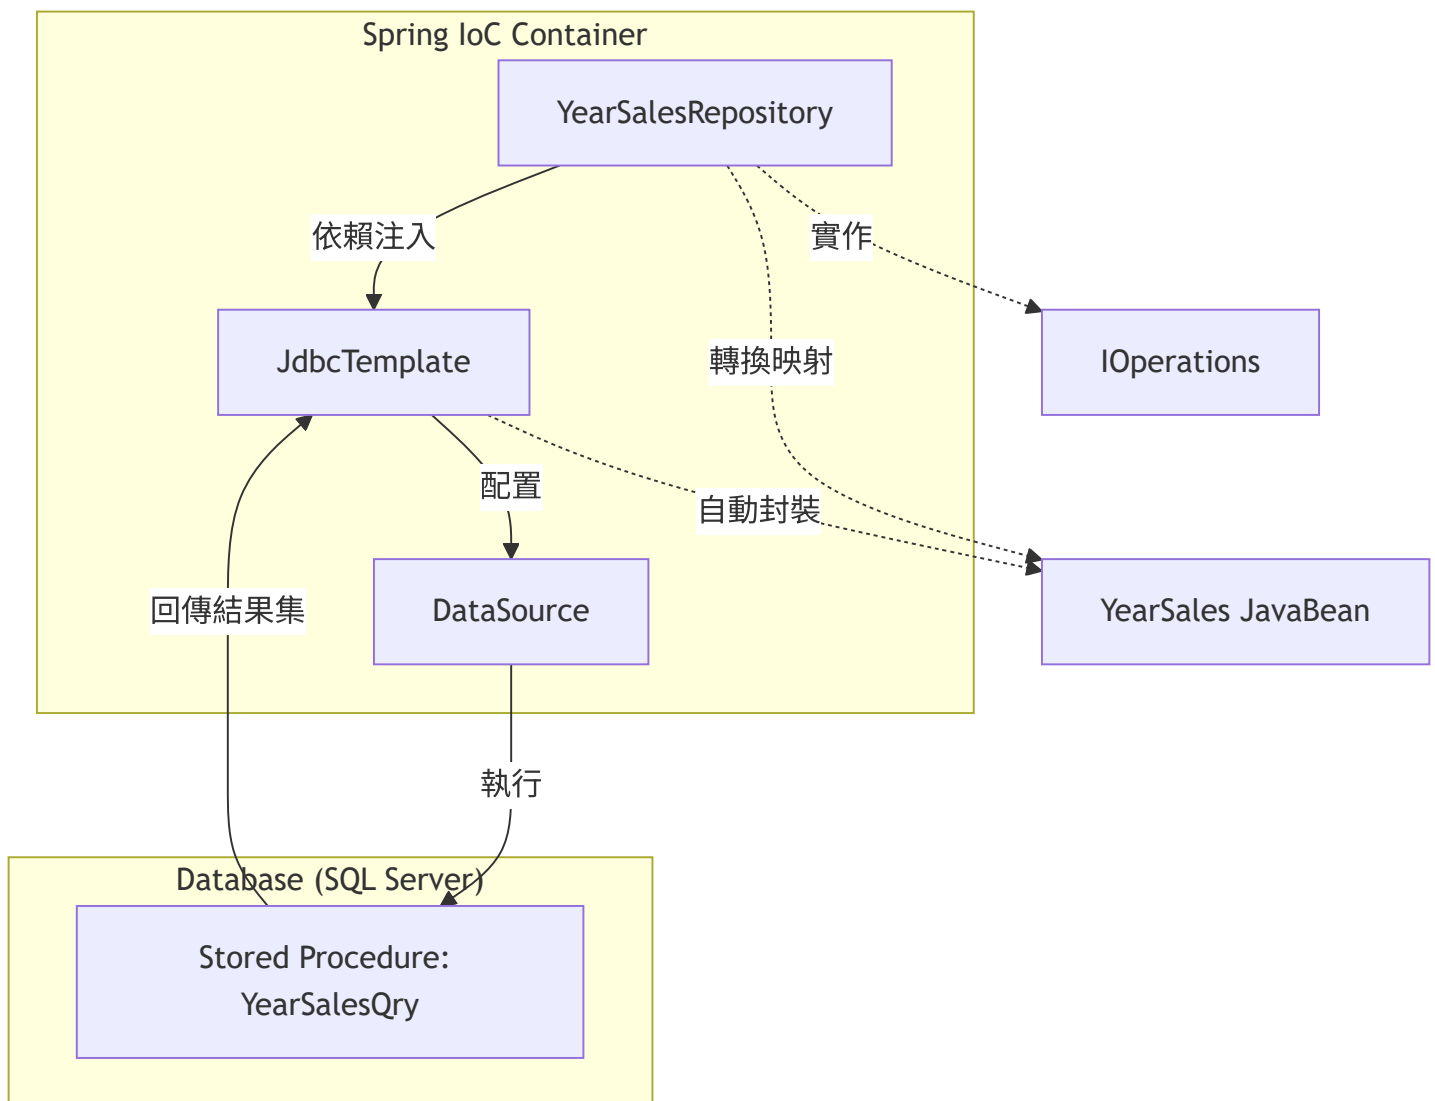 Spring IoC Container
YearSalesRepository
依賴注入
實作
JdbcTemplate
轉換映射
IOperations
配置
自動封裝
回傳結果集
DataSource
YearSales JavaBean
執行
Database (SQL Server)
Stored Procedure:
YearSalesQry